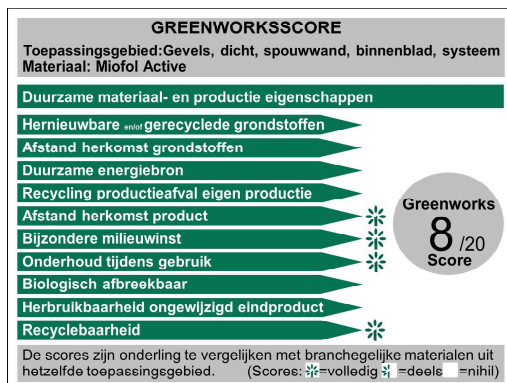 GREENWORKSSCORE
Toepassingsgebied:Gevels, dicht, spouwwand, binnenblad, systeem
Materiaal: Miofol Active
Duurzame materiaal- en productie eigenschappen
Hernieuwbare en/of gerecyclede grondstoffen
Afstand herkomst grondstoffen
Duurzame energiebron
Recycling productieafval eigen productie
Afstand herkomst product
Bijzondere milieuwinst
Onderhoud tijdens gebruik
Biologisch afbreekbaar
Herbruikbaarheid ongewijzigd eindproduct
Recyclebaarheid
Greenworks
8 /20
Score
De scores zijn onderling te vergelijken met branchegelijke materialen uit
hetzelfde toepassingsgebied. (Scores: =volledig =deels =nihil)